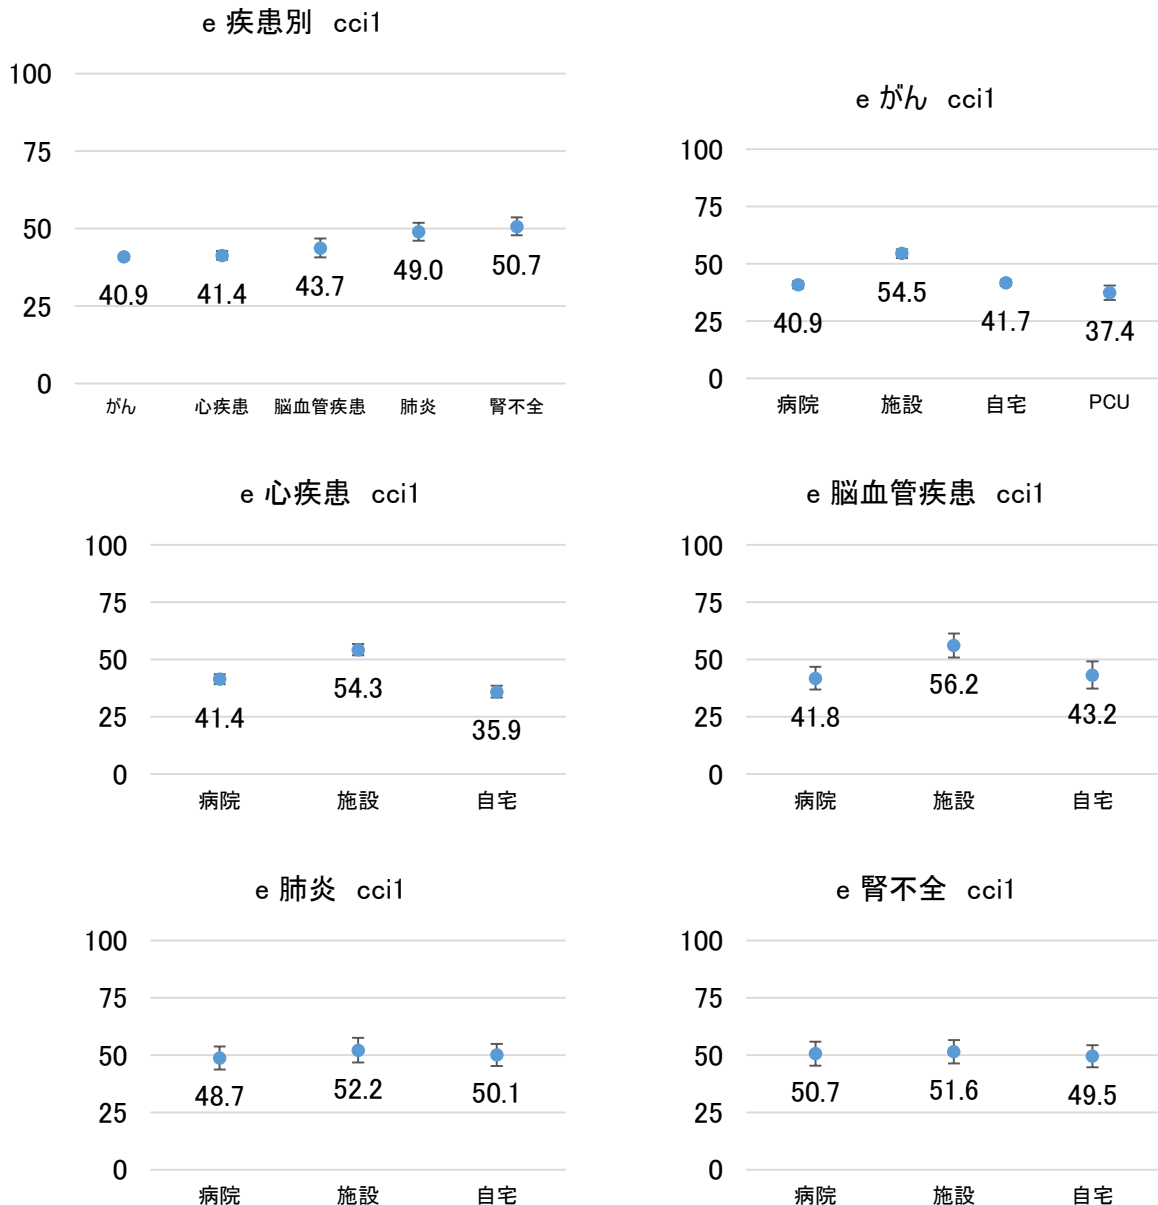 e 疾患別 cci1
100
75
50
25
0
40.9
41.4
43.7
49.0
50.7
がん
心疾患
脳血管疾患
肺炎
腎不全
e がん cci1
100
75
50
25
0
40.9
54.5
41.7
37.4
病院
施設
自宅
PCU
e 心疾患 cci1
100
75
50
25
0
41.4
54.3
35.9
病院
施設
自宅
e 脳血管疾患 cci1
100
75
50
25
0
41.8
56.2
43.2
病院
施設
自宅
e 肺炎 cci1
100
75
50
25
0
48.7
52.2
50.1
病院
施設
自宅
e 腎不全 cci1
100
75
50
25
0
50.7
51.6
49.5
病院
施設
自宅